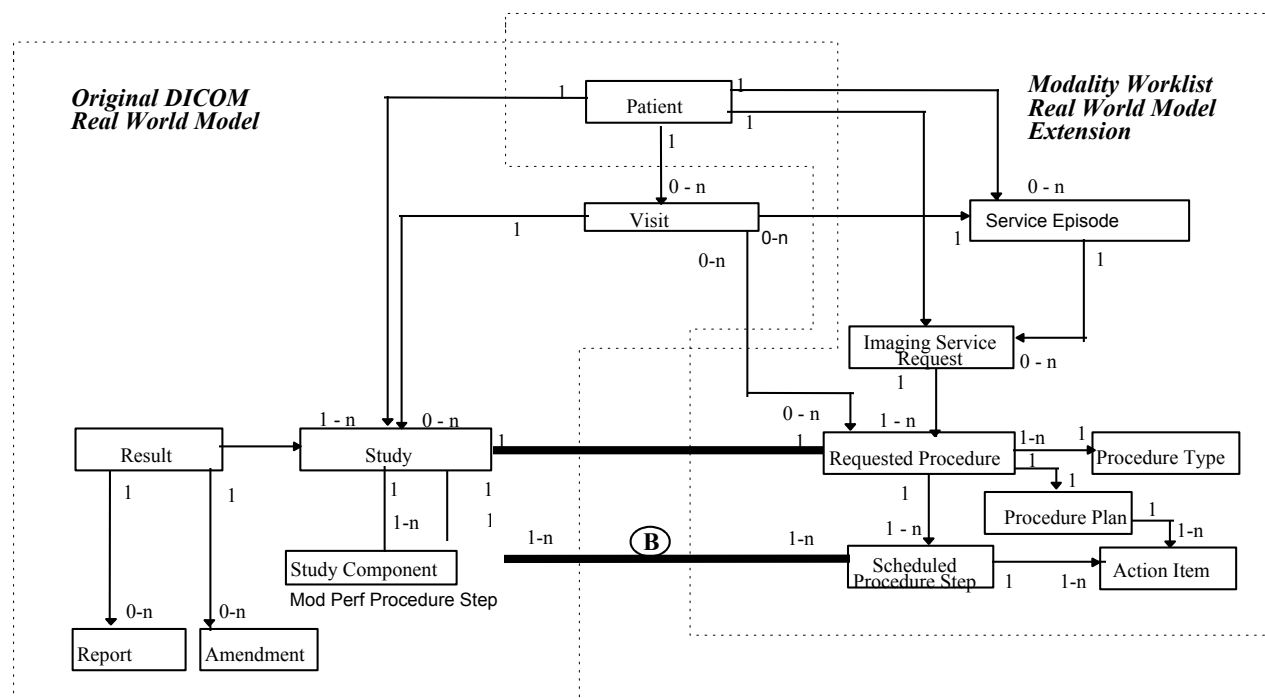 Original DICOM
Real World Model
Modality Worklist
Real World Model
Extension
1
1
Patient
1
1
0 - n
0 - n
Visit
1
0-n
0-n
Service Episode
1
1
Imaging Service
Request
0 - n
1
1 - n
0 - n
0 - n
1 - n
Result
Study
1
1
Requested Procedure
1-n
1
1
Procedure Type
1
1
1
1
1
1
Procedure Plan
1
1-n
1
1-n
B
1-n
1 - n
1-n
Study Component
Scheduled
Procedure Step
1
1-n
Action Item
Mod Perf Procedure Step
0-n
0-n
Report
Amendment